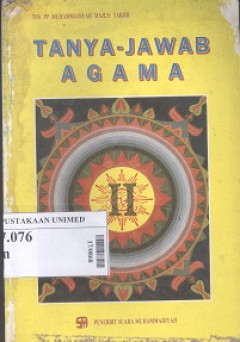 TIM PP MUHAMMADIYAH MAJLIS TARJIH
TANYA-JAWAB
AGAMA
II
PUSTAKAAN UNIMED
7.076
n
PENERBIT SUARA MUHAMMADIYAH